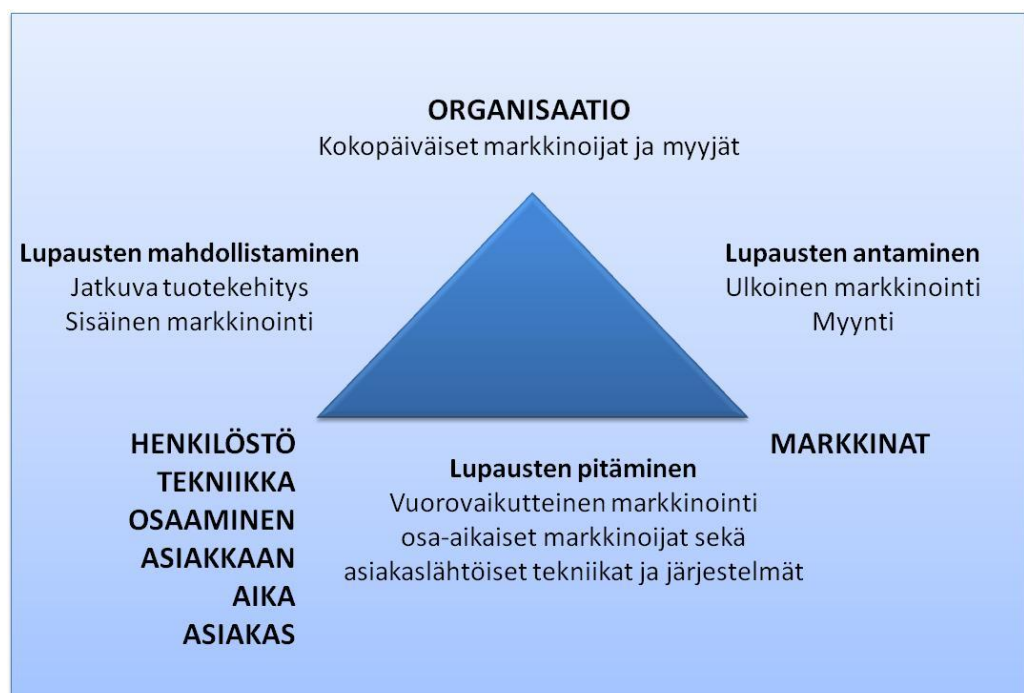 ORGANISAATIO
Kokopäiväiset markkinoijat ja myyjät
Lupausten mahdollistaminen
Jatkuva tuotekehitys
Sisäinen markkinointi
Lupausten antaminen
Ulkoinen markkinointi
Myynti
HENKILÖSTÖ
TEKNIIKKA
OSAAMINEN
ASIAKKAAN
AIKA
ASIAKAS
Lupausten pitäminen
Vuorovaikutteinen markkinointi
osa-aikaiset markkinoijat sekä
asiakaslähtöiset tekniikat ja järjestelmät
MARKKINAT